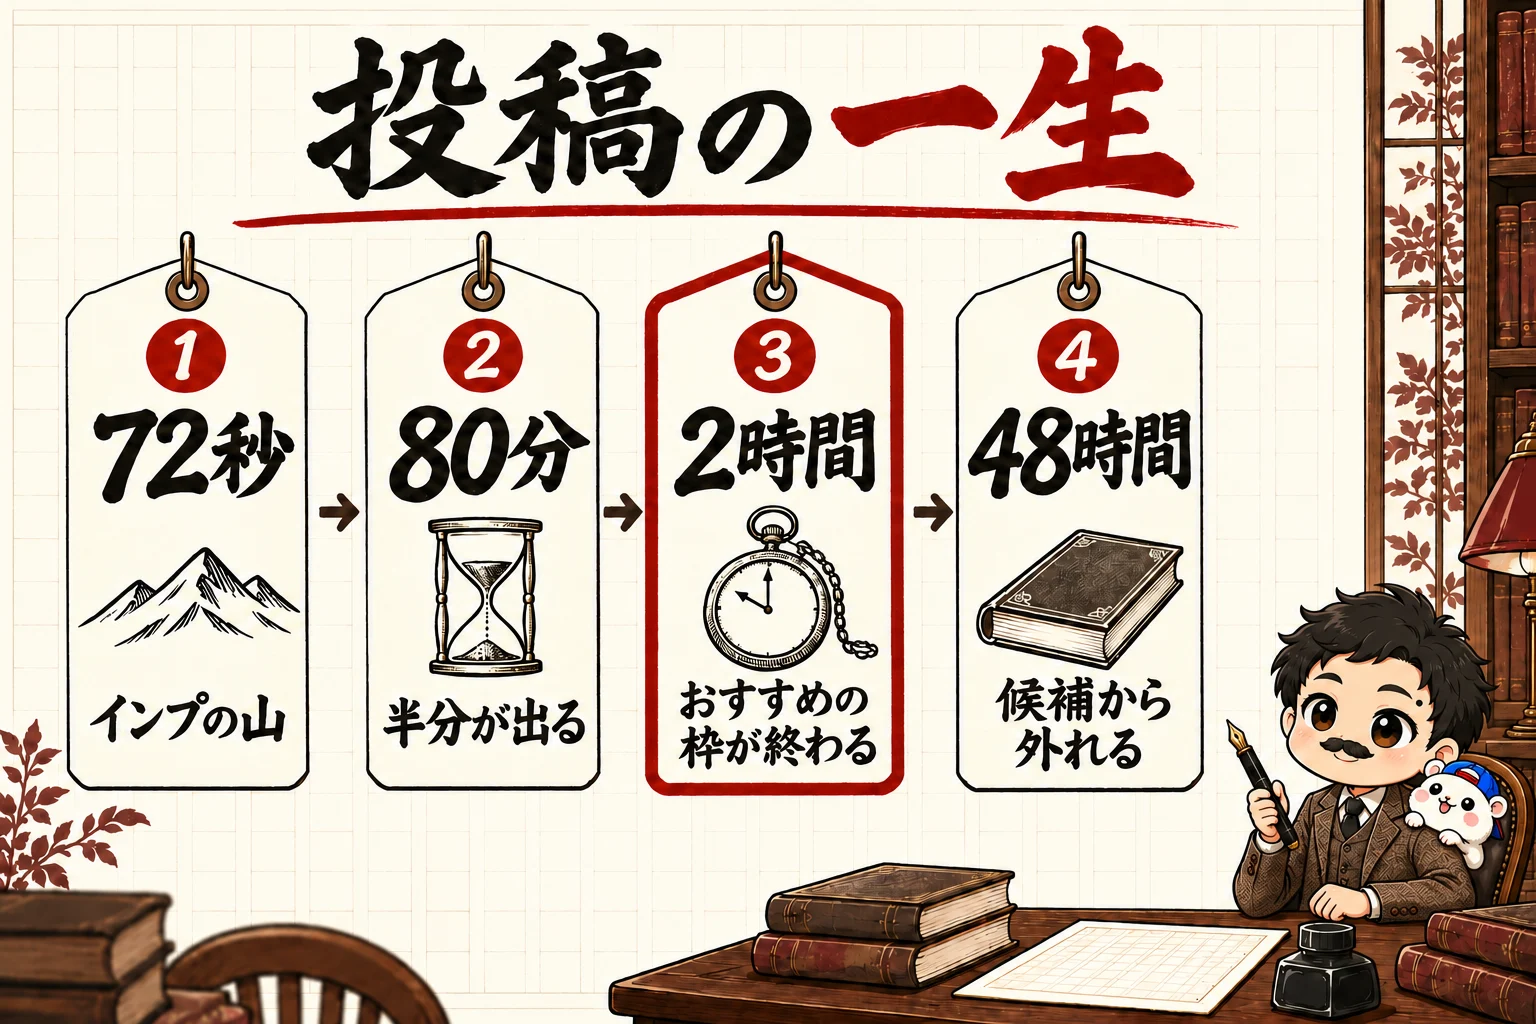 投稿の一生
1
72秒
インプの山
2
80分
半分が出る
3
2時間
おすすめの
枠が終わる
4
48時間
候補から
外れる